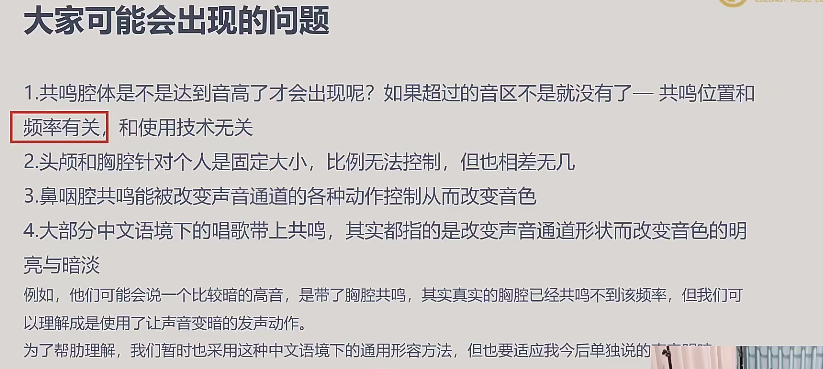 大家可能会出现的问题
1.共鸣腔体是不是达到音高了才会出现呢？如果超过的音区不是就没有了— 共鸣位置和
频率有关，和使用技术无关
2.头颅和胸腔针对个人是固定大小，比例无法控制，但也相差无几
3.鼻咽腔共鸣能被改变声音通道的各种动作控制从而改变音色
4.大部分中文语境下的唱歌带上共鸣，其实都指的是改变声音通道形状而改变音色的明
亮与暗淡
例如，他们可能会说一个比较暗的高音，是带了胸腔共鸣，其实真实的胸腔已经共鸣不到该频率，但我们可
以理解成是使用了让声音变暗的发声动作。
为了帮肋理解，我们暂时也采用这种中文语境下的通用形容方法，但也要适应我今后单独说的